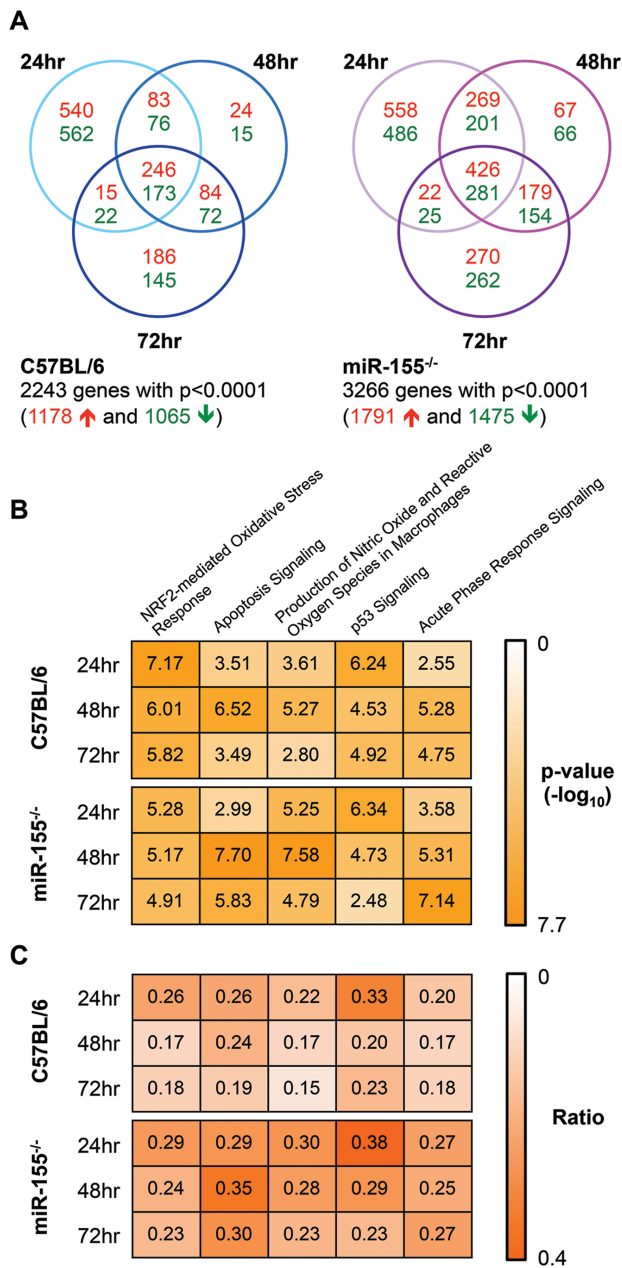 A
24hr 48hr
540 83 24
562 76 15
246
15 173 84
22 72
186
145
72hr
C57BL/6
2243 genes with p<0.0001
(1178 ↑ and 1065 ↓)
24hr 48hr
558 269 67
486 201 66
426
22 281 179
25 154
270
262
72hr
miR-155-/-
3266 genes with p<0.0001
(1791 ↑ and 1475 ↓)
B
NRF2-mediated Oxidative Stress
Response
Apoptosis Signaling
Production of Nitric Oxide and Reactive
Oxygen Species in Macrophages
p53 Signaling
Acute Phase Response Signaling
C57BL/6
24hr 7.17 3.51 3.61 6.24 2.55
48hr 6.01 6.52 5.27 4.53 5.28
72hr 5.82 3.49 2.80 4.92 4.75
miR-155-/-
24hr 5.28 2.99 5.25 6.34 3.58
48hr 5.17 7.70 7.58 4.73 5.31
72hr 4.91 5.83 4.79 2.48 7.14
0
p-value
(-log10)
7.7
C
C57BL/6
24hr 0.26 0.26 0.22 0.33 0.20
48hr 0.17 0.24 0.17 0.20 0.17
72hr 0.18 0.19 0.15 0.23 0.18
miR-155-/-
24hr 0.29 0.29 0.30 0.38 0.27
48hr 0.24 0.35 0.28 0.29 0.25
72hr 0.23 0.30 0.23 0.23 0.27
0
Ratio
0.4